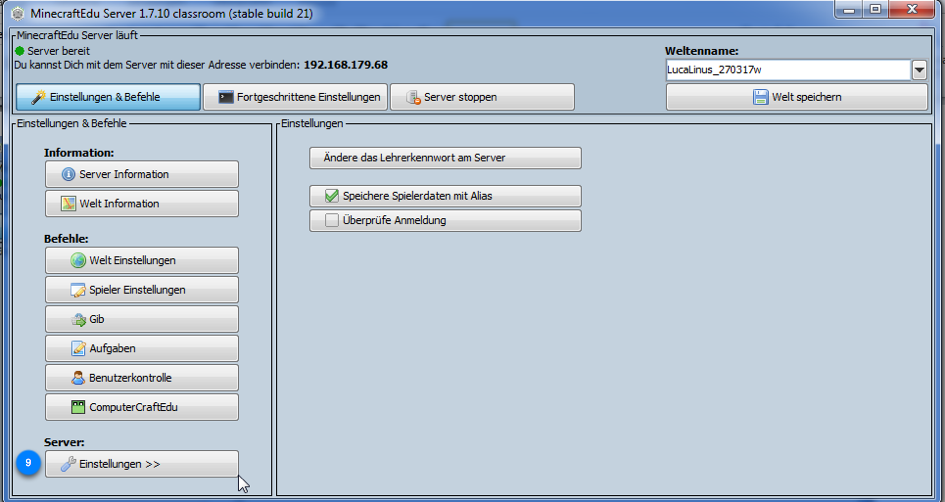 MinecraftEdu Server 1.7.10 classroom (stable build 21)
MinecraftEdu Server läuft
Server bereit
Du kannst Dich mit dem Server mit dieser Adresse verbinden: 192.168.179.68
Weltenname:
LucaLinus_270317w
Einstellungen & Befehle
Fortgeschrittene Einstellungen
Server stoppen
Welt speichern
Einstellungen & Befehle
Information:
Server Information
Welt Information
Befehle:
Welt Einstellungen
Spieler Einstellungen
Gib
Aufgaben
Benutzerkontrolle
ComputerCraftEdu
Server:
9
Einstellungen >>
Einstellungen
Ändere das Lehrerkennwort am Server
Speichere Spielerdaten mit Alias
Überprüfe Anmeldung